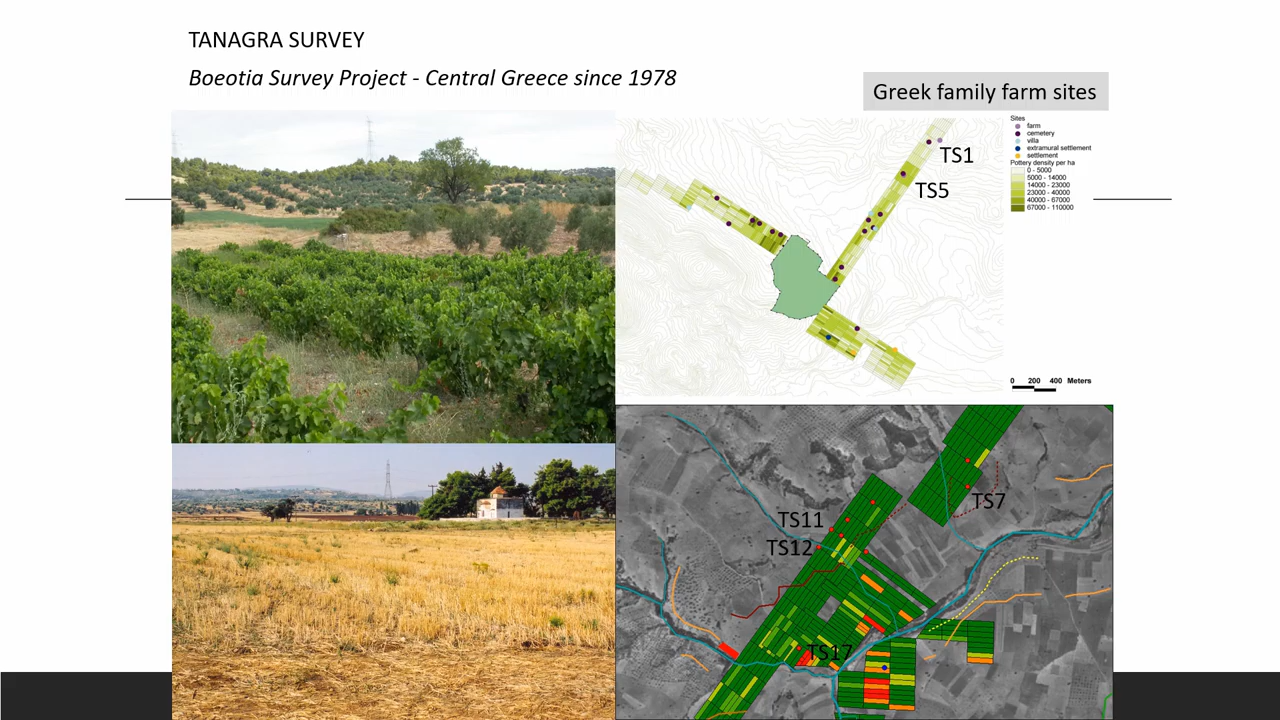 TANAGRA SURVEY
Boeotia Survey Project - Central Greece since 1978
Greek family farm sites
Sites
farm
cemetery
villa
extramural settlement
settlement
Pottery density per ha
0 - 5000
5000 - 14000
14000 - 23000
23000 - 40000
40000 - 67000
67000 - 110000
TS1
TS5
0 200 400 Meters
TS7
TS11
TS12
TS17